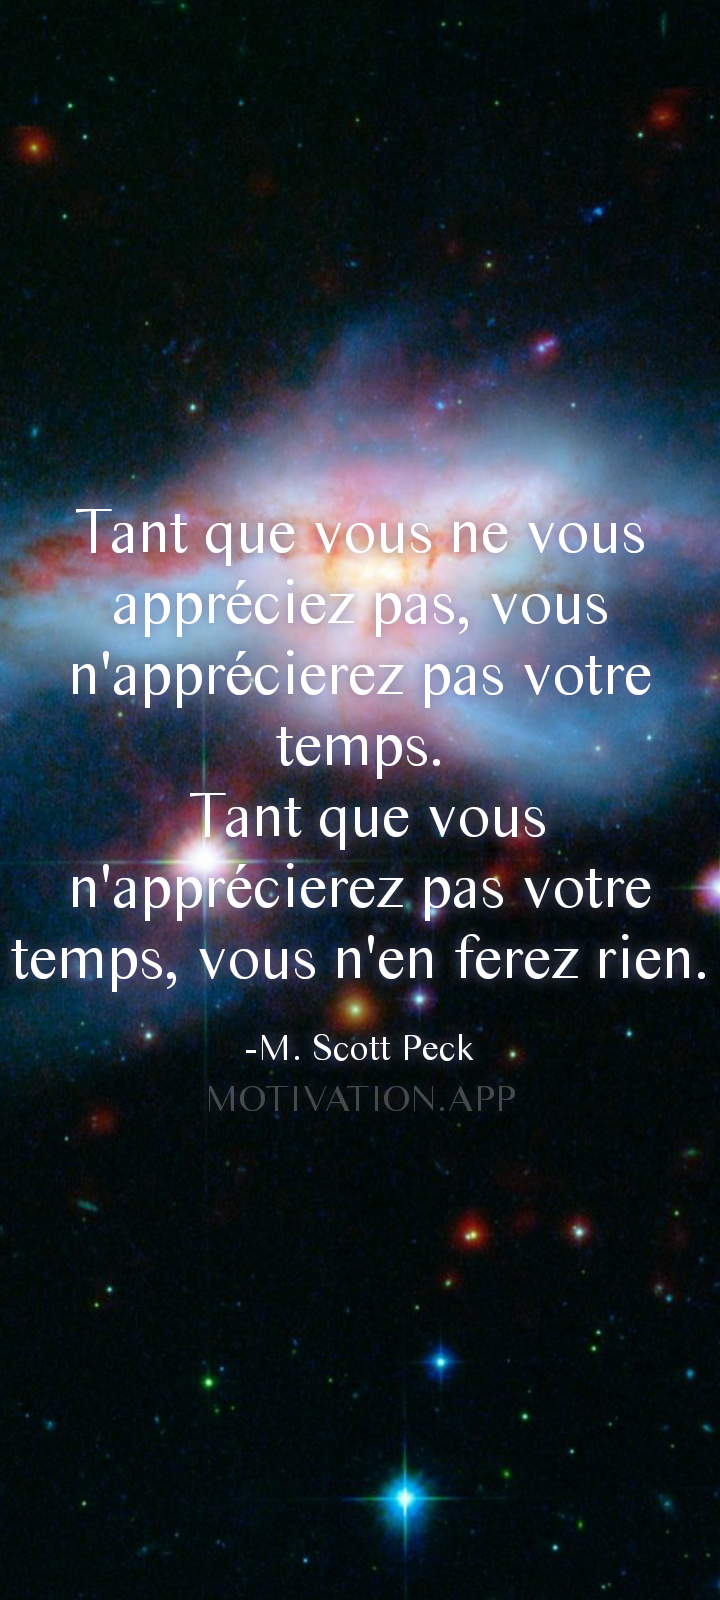 Tant que vous ne vous
appréciez pas, vous
n'apprécierez pas votre
temps.
Tant que vous
n'apprécierez pas votre
temps, vous n'en ferez rien.
-M. Scott Peck
MOTIVATION.APP